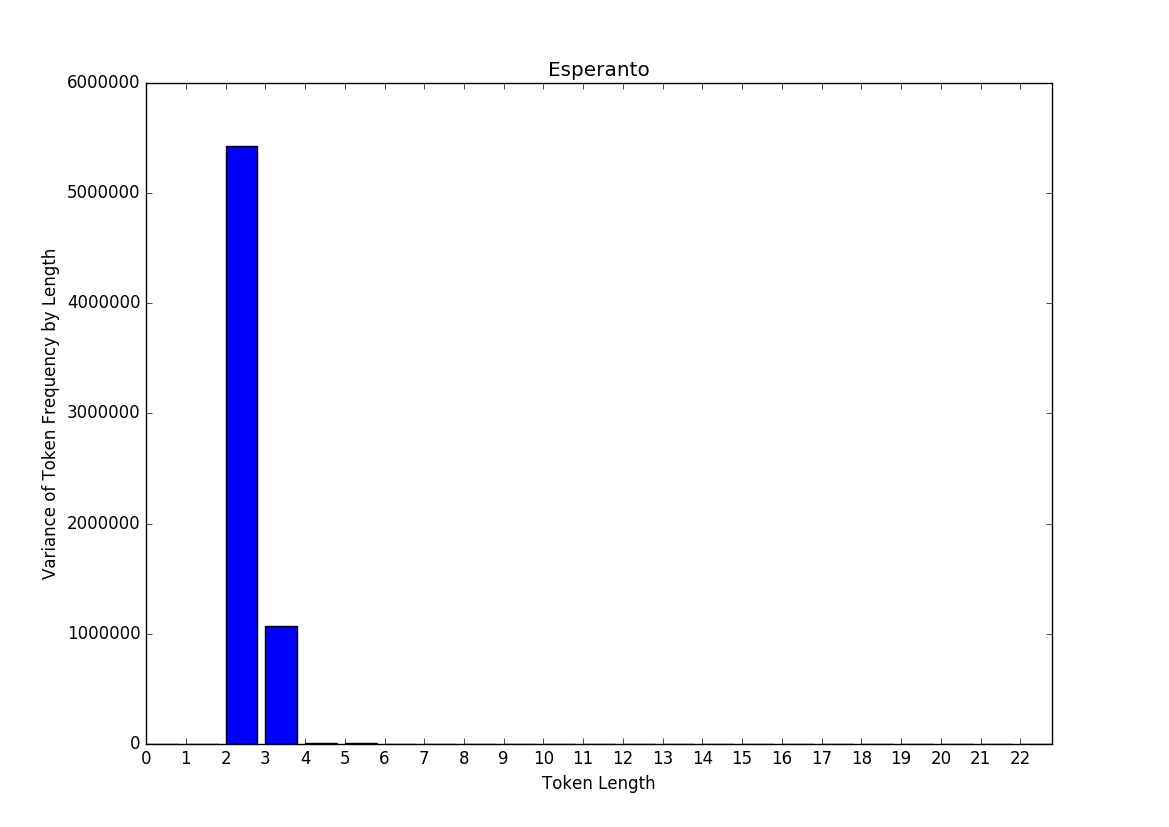 Esperanto
6000000
5000000
4000000
3000000
2000000
1000000
0
Variance of Token Frequency by Length
0 1 2 3 4 5 6 7 8 9 10 11 12 13 14 15 16 17 18 19 20 21 22
Token Length